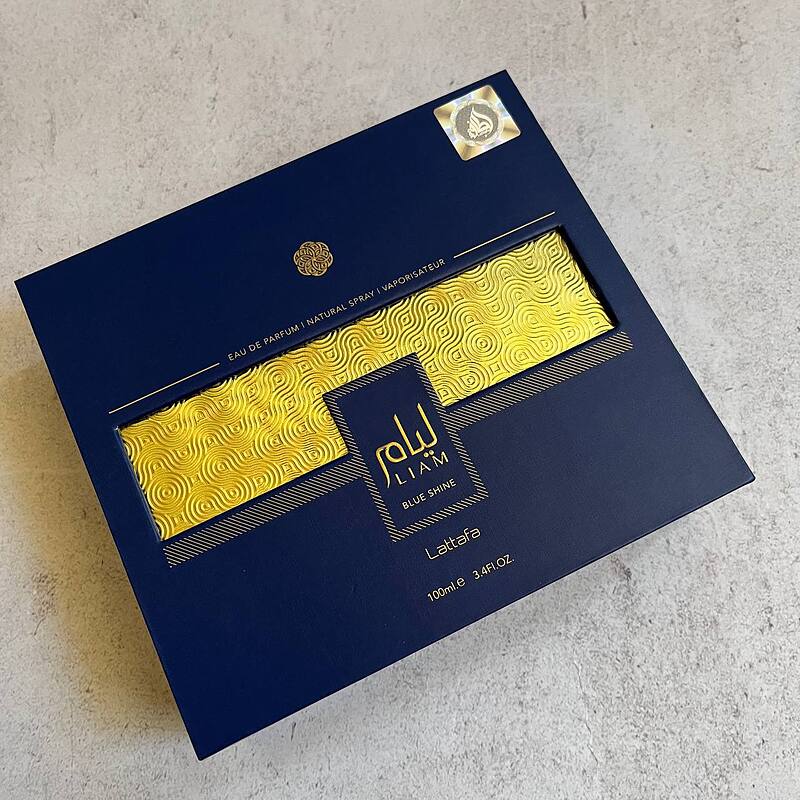 EAU DE PARFUM I NATURAL SPRAY I VAPORISATEUR
ليام
LIAM
BLUE SHINE
Lattafa
100ml.e 3.4Fl.OZ.